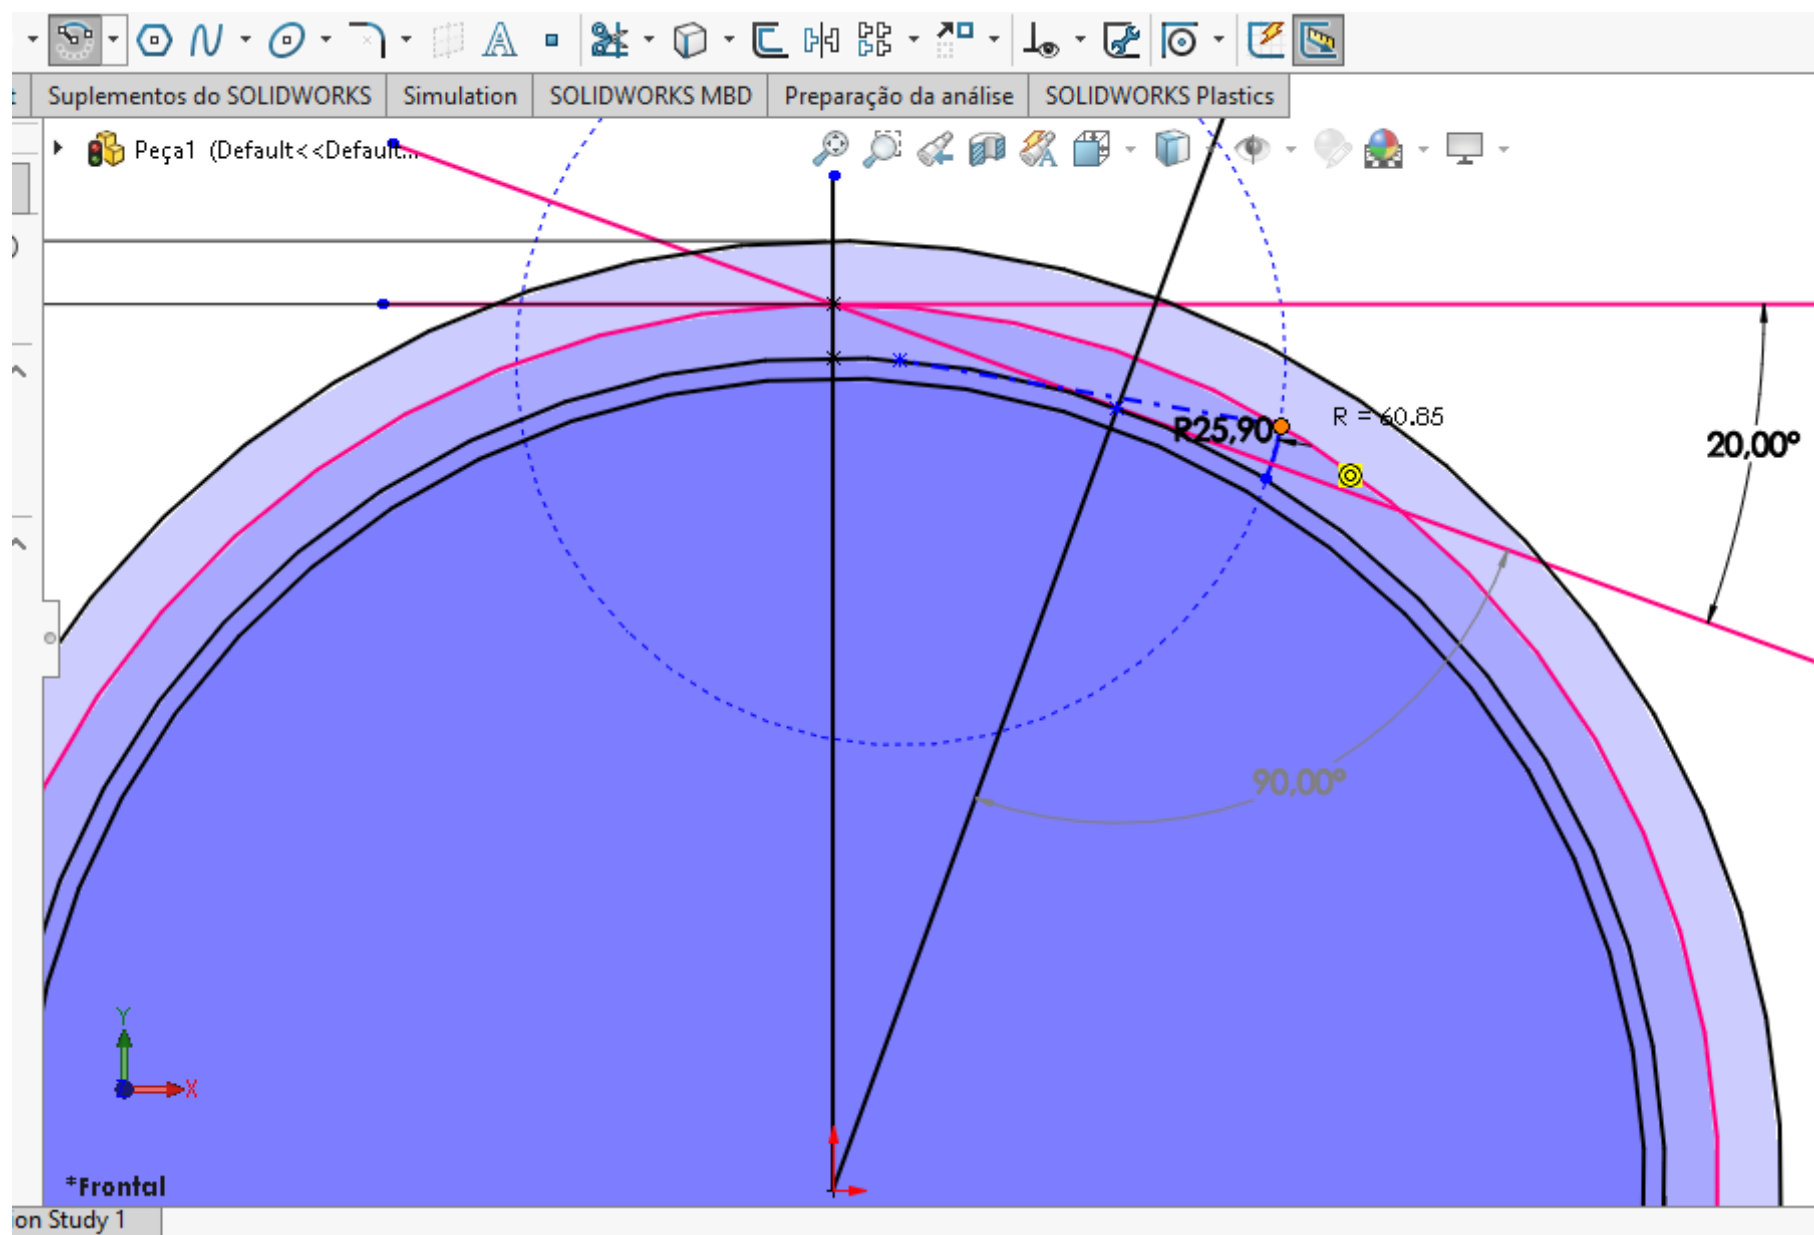 Suplementos do SOLIDWORKS Simulation SOLIDWORKS MBD Preparação da análise SOLIDWORKS Plastics
Peça1 (Default<<Default...
R25,90
R = 60.85
20,00°
90,00°
Y
X
*Frontal
on Study 1